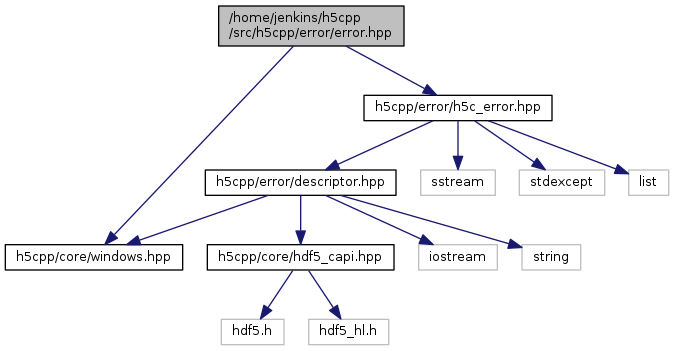 /home/jenkins/h5cpp
/src/h5cpp/error/error.hpp
h5cpp/error/h5c_error.hpp
h5cpp/error/descriptor.hpp
sstream
stdexcept
list
h5cpp/core/windows.hpp
h5cpp/core/hdf5_capi.hpp
iostream
string
hdf5.h
hdf5_hl.h